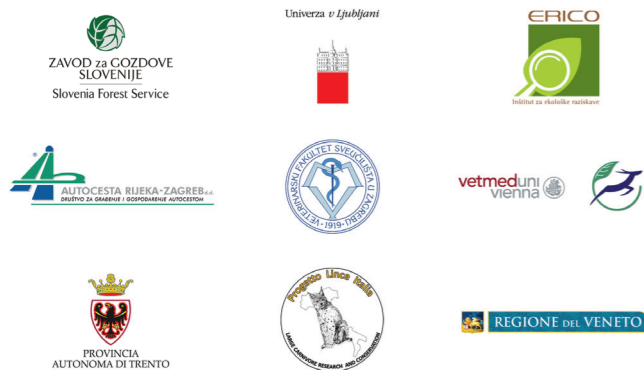 ZAVOD za GOZDOVE
SLOVENIJE
Slovenia Forest Service
Univerza v Ljubljani
ERICO
Inštitut za ekološke raziskave
AUTOCESTA RIJEKA-ZAGREB d.d.
DRUŠTVO ZA GRAĐENJE I GOSPODARENJE AUTOCESTOM
VETERINARSKI FAKULTET SVEUČILIŠTA U ZAGREBU
·1919·
vetmeduni
vienna
PROVINCIA
AUTONOMA DI TRENTO
Progetto Lince Italia
LARGE CARNIVORE RESEARCH AND CONSERVATION
REGIONE DEL VENETO